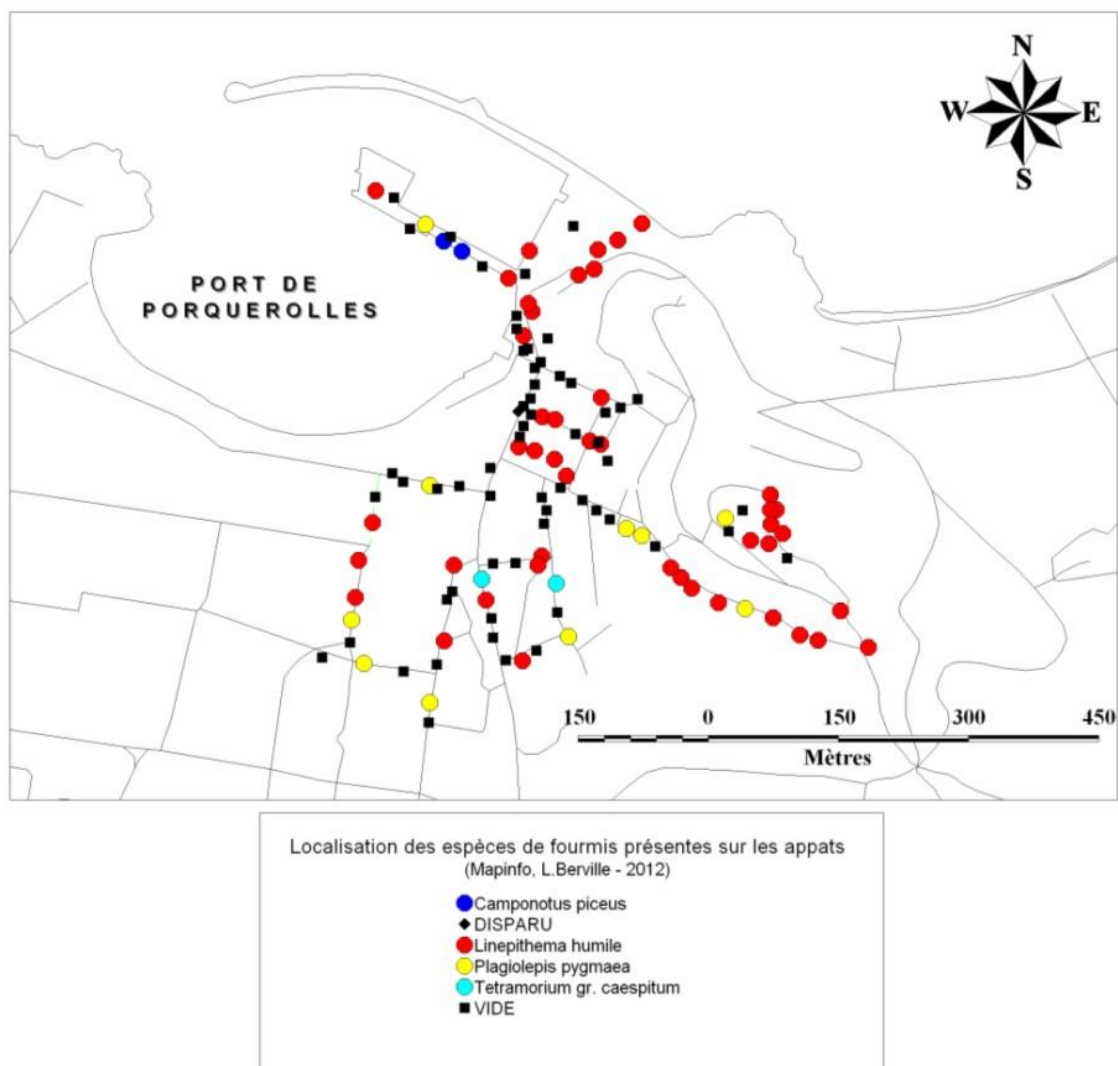 N
W E
S
PORT DE
PORQUEROLLES
150 0 150 300 450
Mètres
Localisation des espèces de fourmis présentes sur les appats
(Mapinfo, L.Berville - 2012)
Camponotus piceus
DISPARU
Linepithema humile
Plagiolepis pygmaea
Tetramorium gr. caespitum
VIDE